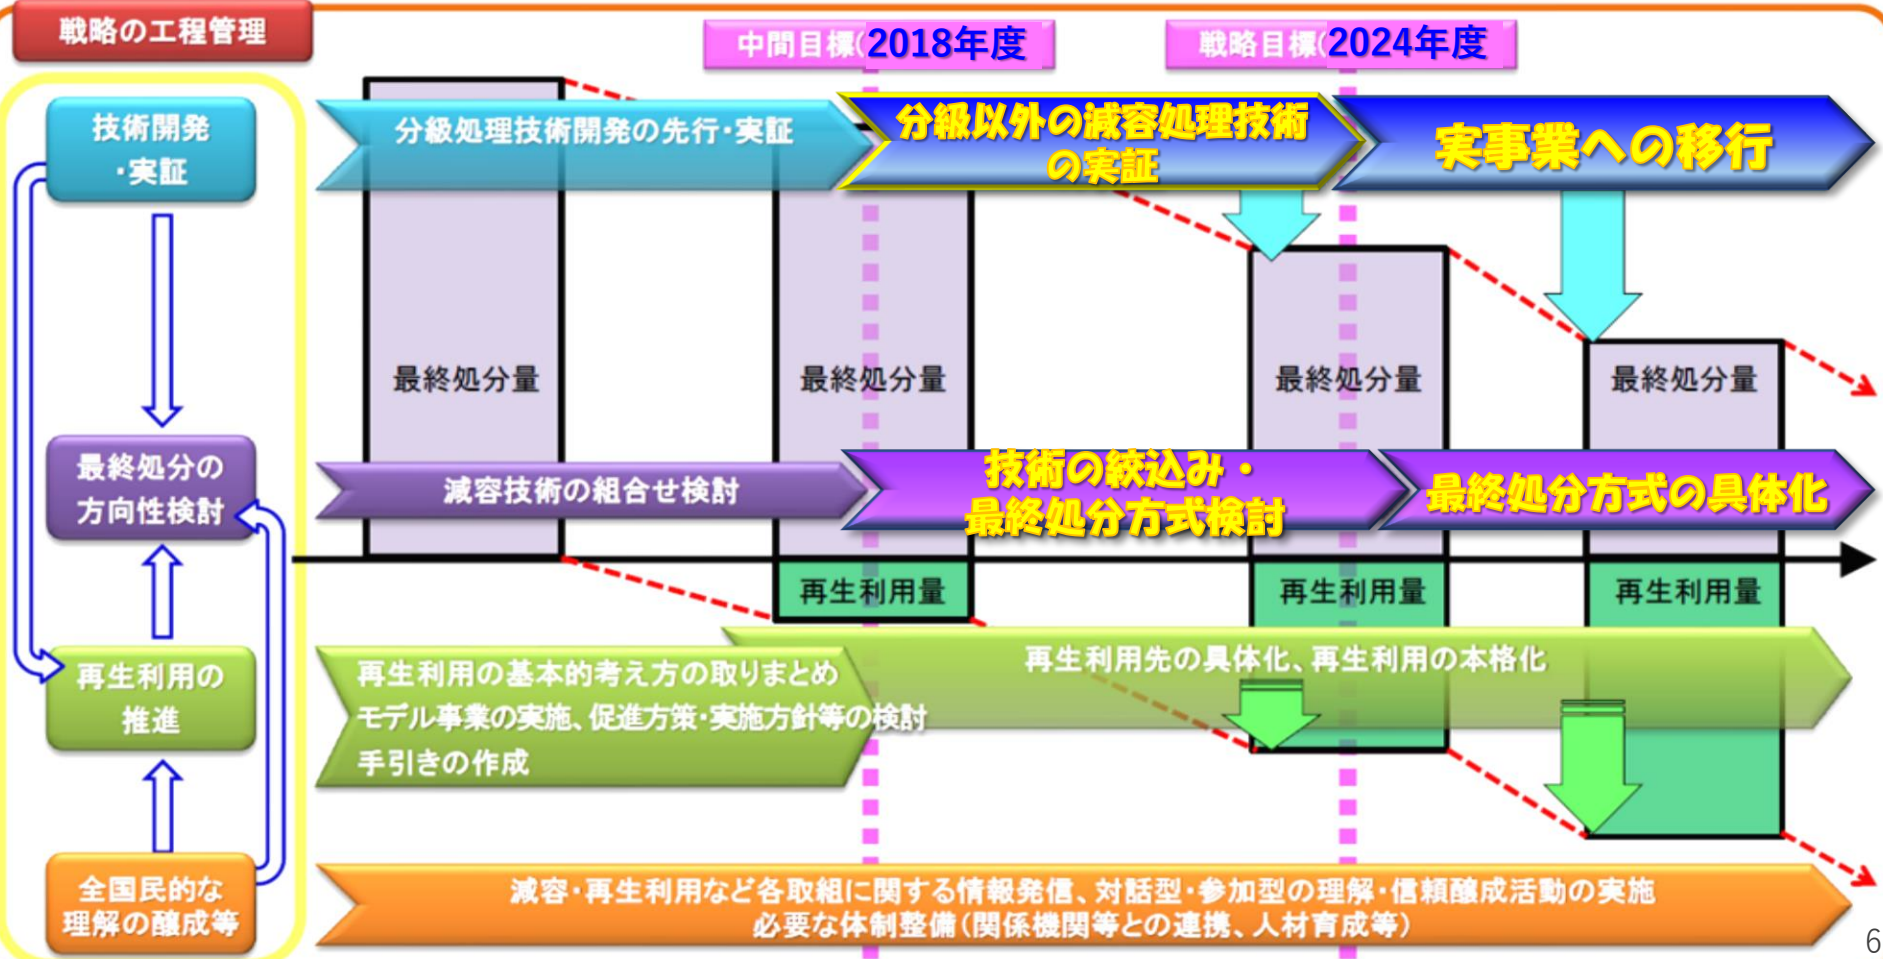 戦略の工程管理
中間目標(2018年度
戦略目標(2024年度
技術開発
・実証
分級処理技術開発の先行・実証
分級以外の減容処理技術
の実証
実事業への移行
最終処分量
最終処分量
最終処分量
最終処分量
最終処分の
方向性検討
減容技術の組合せ検討
技術の絞込み・
最終処分方式検討
最終処分方式の具体化
再生利用量
再生利用量
再生利用量
再生利用の
推進
再生利用の基本的考え方の取りまとめ
モデル事業の実施、促進方策・実施方針等の検討
手引きの作成
再生利用先の具体化、再生利用の本格化
全国民的な
理解の醸成等
減容・再生利用など各取組に関する情報発信、対話型・参加型の理解・信頼醸成活動の実施
必要な体制整備(関係機関等との連携、人材育成等)
6